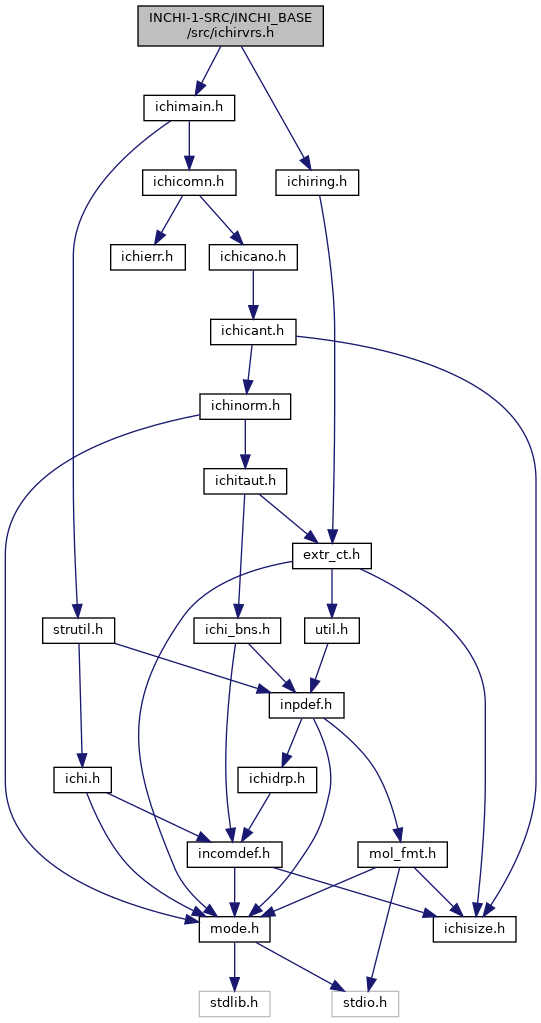 INCHI-1-SRC/INCHI_BASE
/src/ichirvrs.h
ichimain.h
ichicomn.h
ichiring.h
ichierr.h
ichicano.h
ichicant.h
ichinorm.h
ichitaut.h
extr_ct.h
strutil.h
ichi_bns.h
util.h
inpdef.h
ichi.h
ichidrp.h
incomdef.h
mol_fmt.h
mode.h
ichisize.h
stdlib.h
stdio.h